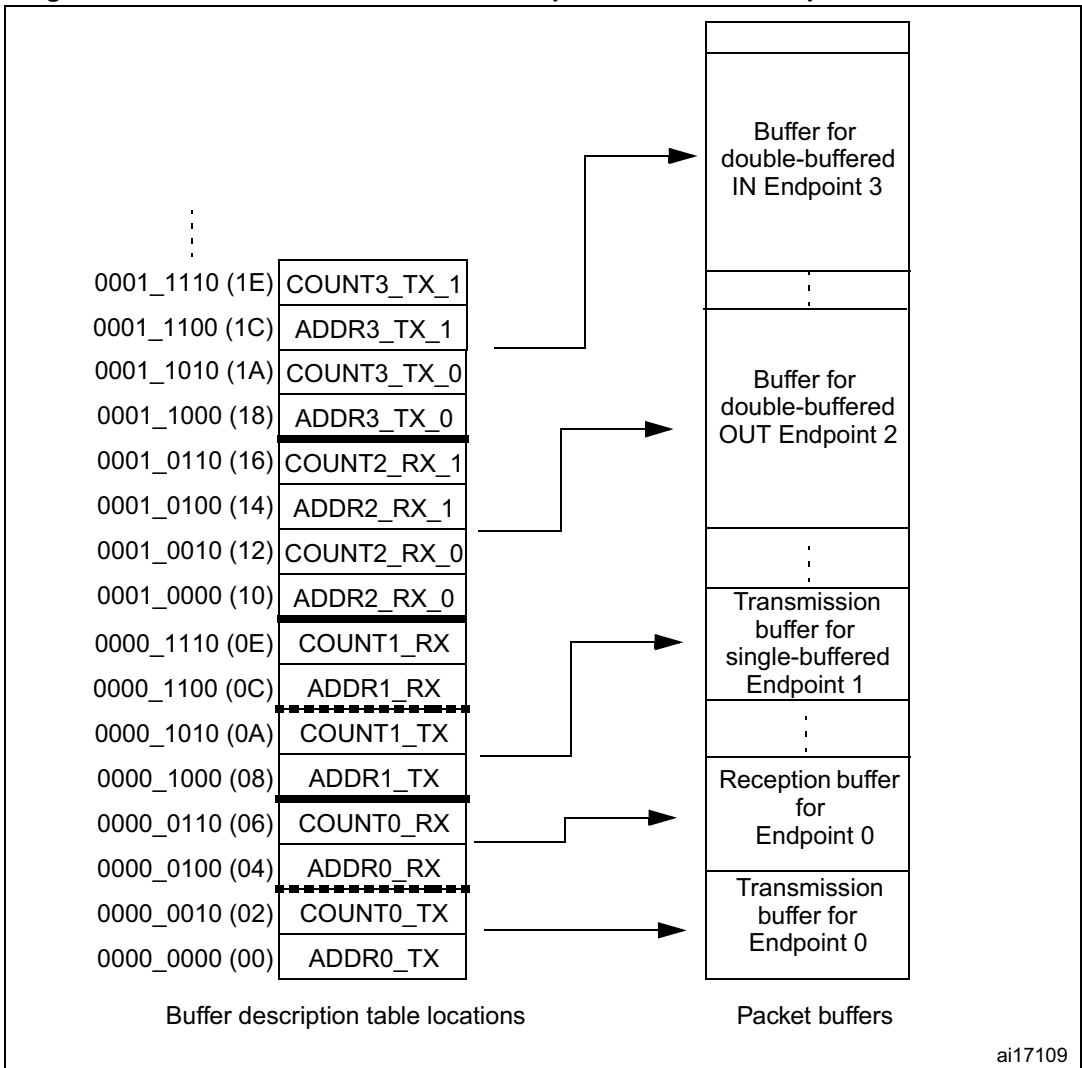 Buffer for
double-buffered
IN Endpoint 3
0001_1110 (1E) COUNT3_TX_1
0001_1100 (1C) ADDR3_TX_1
0001_1010 (1A) COUNT3_TX_0
0001_1000 (18) ADDR3_TX_0
Buffer for
double-buffered
OUT Endpoint 2
0001_0110 (16) COUNT2_RX_1
0001_0100 (14) ADDR2_RX_1
0001_0010 (12) COUNT2_RX_0
0001_0000 (10) ADDR2_RX_0
Transmission
buffer for
single-buffered
Endpoint 1
0000_1110 (0E) COUNT1_RX
0000_1100 (0C) ADDR1_RX
0000_1010 (0A) COUNT1_TX
0000_1000 (08) ADDR1_TX
Reception buffer
for
Endpoint 0
0000_0110 (06) COUNT0_RX
0000_0100 (04) ADDR0_RX
Transmission
buffer for
Endpoint 0
0000_0010 (02) COUNT0_TX
0000_0000 (00) ADDR0_TX
Buffer description table locations
Packet buffers
ai17109